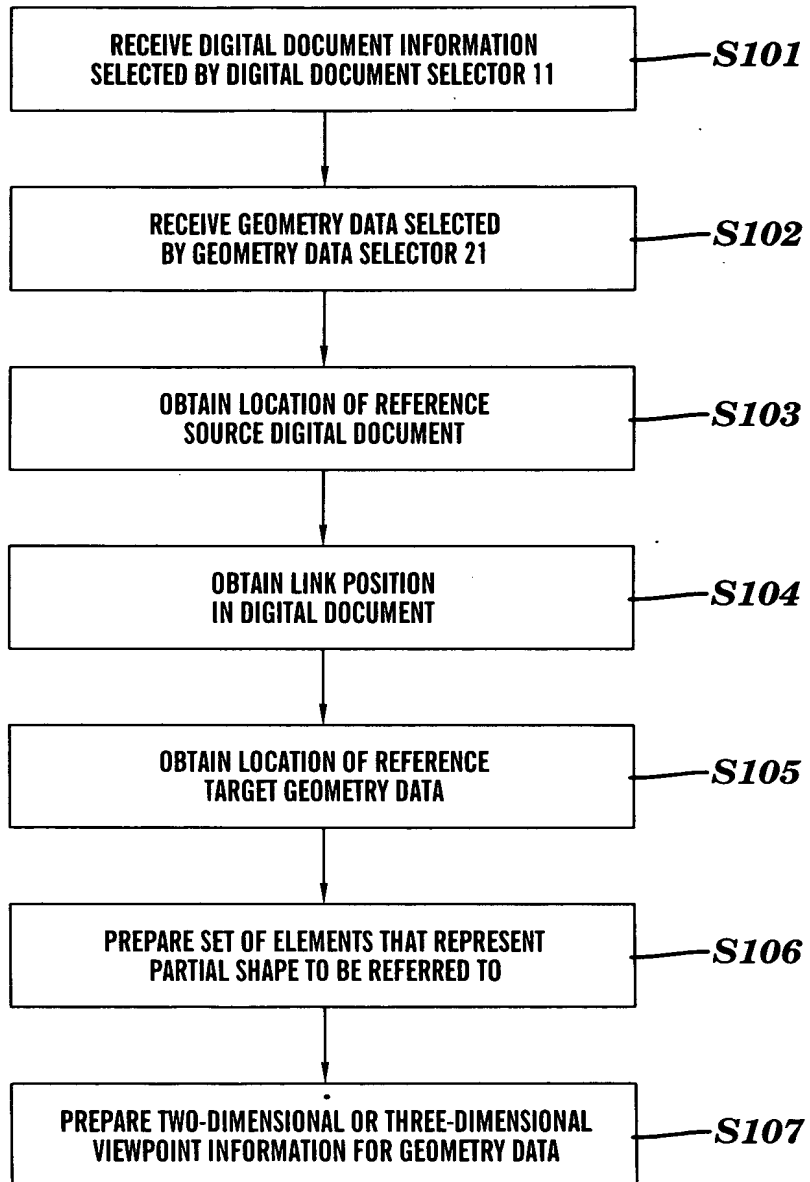 RECEIVE DIGITAL DOCUMENT INFORMATION
SELECTED BY DIGITAL DOCUMENT SELECTOR 11
S101
RECEIVE GEOMETRY DATA SELECTED
BY GEOMETRY DATA SELECTOR 21
S102
OBTAIN LOCATION OF REFERENCE
SOURCE DIGITAL DOCUMENT
S103
OBTAIN LINK POSITION
IN DIGITAL DOCUMENT
S104
OBTAIN LOCATION OF REFERENCE
TARGET GEOMETRY DATA
S105
PREPARE SET OF ELEMENTS THAT REPRESENT
PARTIAL SHAPE TO BE REFERRED TO
S106
PREPARE TWO-DIMENSIONAL OR THREE-DIMENSIONAL
VIEWPOINT INFORMATION FOR GEOMETRY DATA
S107